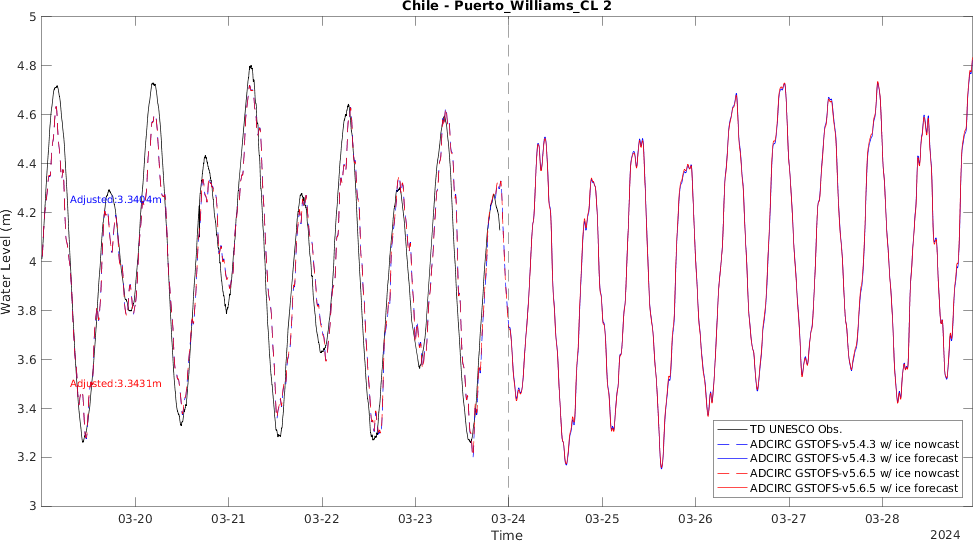 Chile - Puerto_Williams_CL 2
5
4.8
4.6
4.4
4.2
4
3.8
3.6
3.4
3.2
3
Water Level (m)
Adjusted:3.3404m
Adjusted:3.3431m
TD UNESCO Obs.
ADCIRC GSTOFS-v5.4.3 w/ ice nowcast
ADCIRC GSTOFS-v5.4.3 w/ ice forecast
ADCIRC GSTOFS-v5.6.5 w/ ice nowcast
ADCIRC GSTOFS-v5.6.5 w/ ice forecast
03-20 03-21 03-22 03-23 03-24 03-25 03-26 03-27 03-28
Time
2024